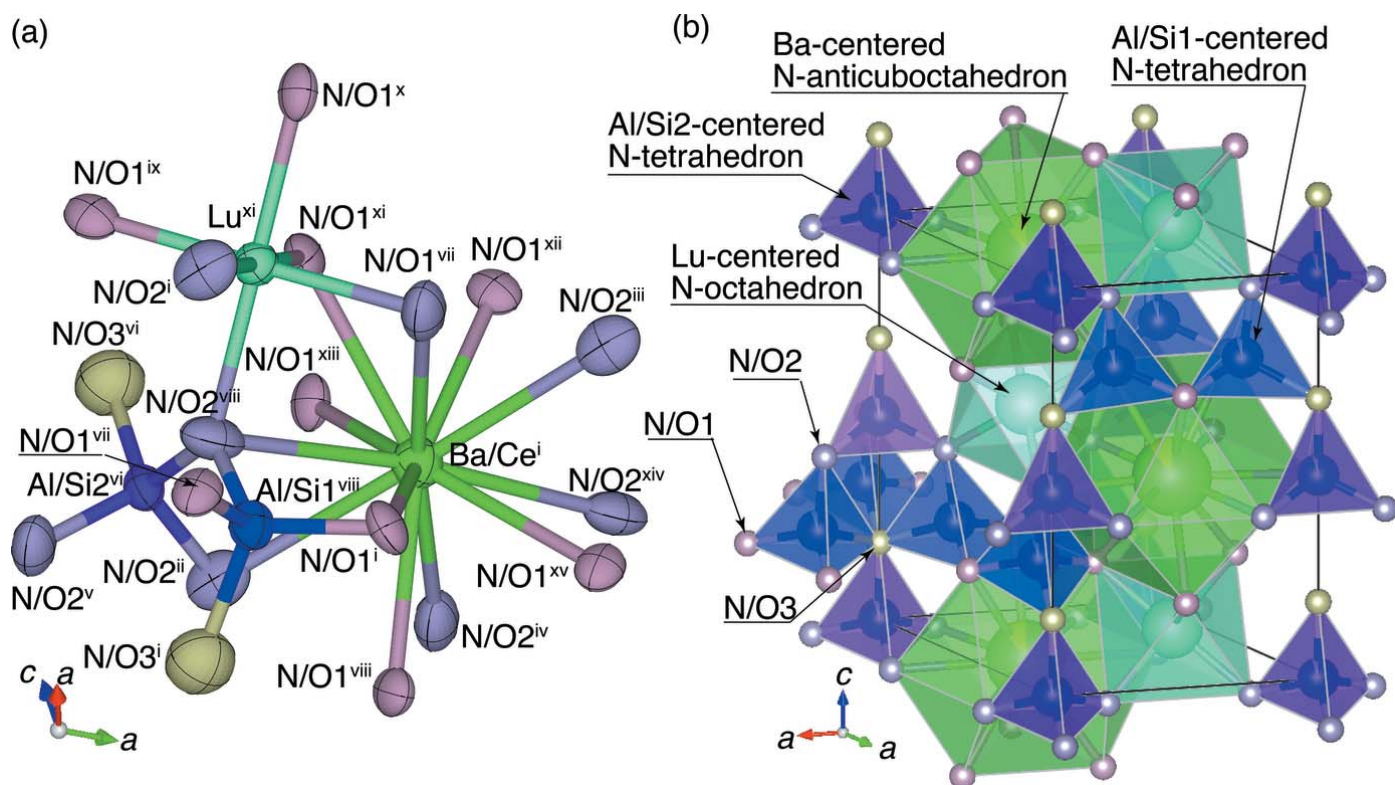 (a)
N/O1ˣ
N/O1ⁱˣ
Luˣⁱ
N/O1ˣⁱ
N/O1ᵛⁱⁱ
N/O1ˣⁱⁱ
N/O2ⁱ
N/O2ⁱⁱⁱ
N/O3ᵛⁱ
N/O1ˣⁱⁱⁱ
N/O2ᵛⁱⁱⁱ
N/O1ᵛⁱⁱ
Ba/Ceⁱ
Al/Si2ᵛⁱ
Al/Si1ᵛⁱⁱⁱ
N/O2ˣⁱᵛ
N/O2ⁱⁱ
N/O1ⁱ
N/O1ˣᵛ
N/O2ᵛ
N/O2ⁱᵛ
N/O3ⁱ
N/O1ᵛⁱⁱⁱ
c a
a
(b)
Ba-centered
N-anticuboctahedron
Al/Si1-centered
N-tetrahedron
Al/Si2-centered
N-tetrahedron
Lu-centered
N-octahedron
N/O2
N/O1
N/O3
c
a
a